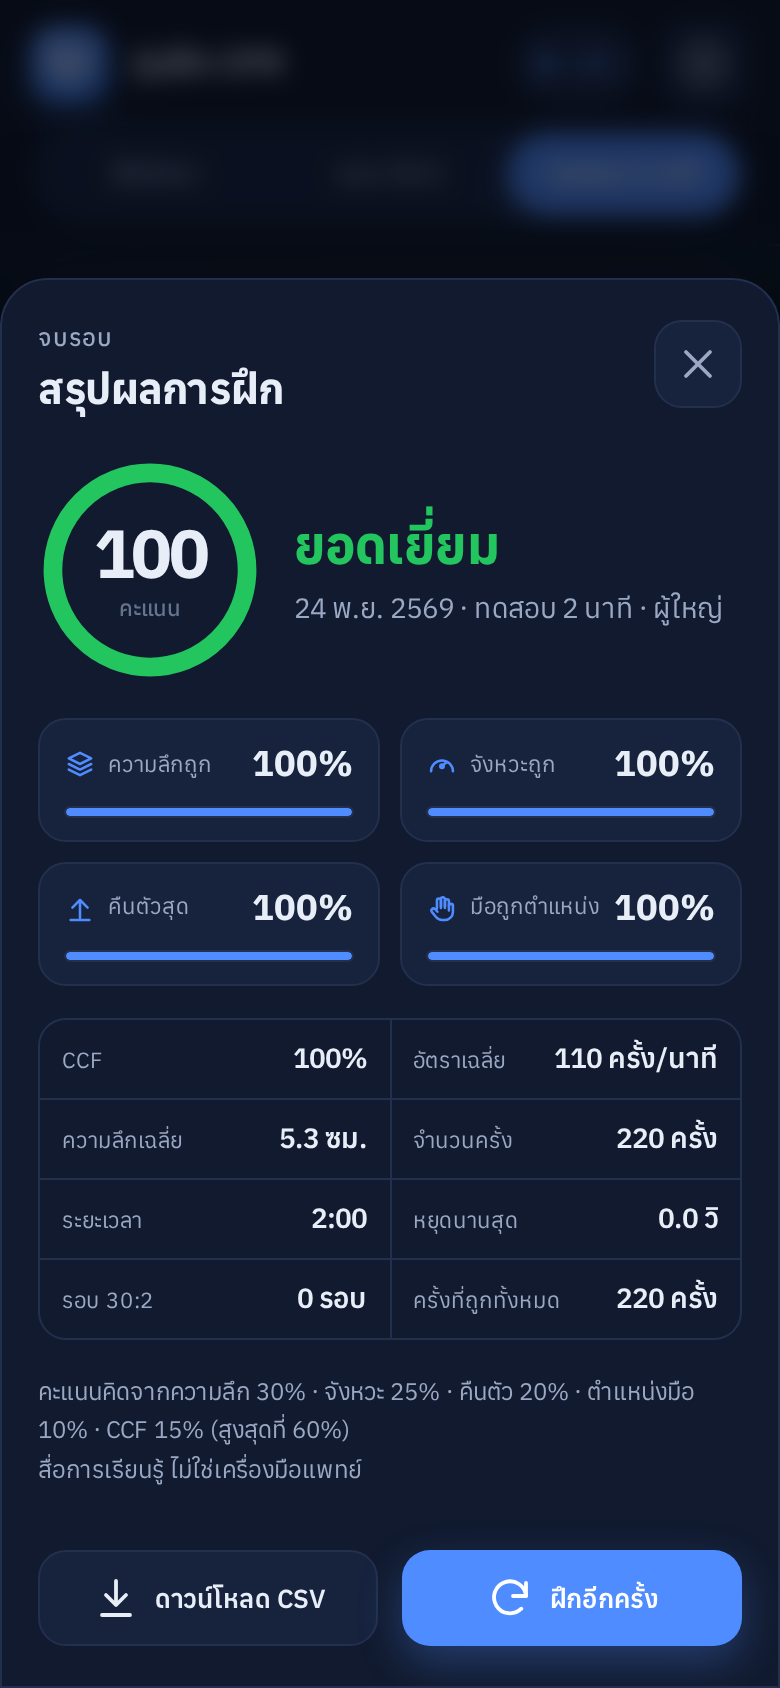 จบรอบ
สรุปผลการฝึก
100
คะแนน
ยอดเยี่ยม
24 พ.ย. 2569 · ทดสอบ 2 นาที · ผู้ใหญ่
ความลึกถูก 100%
จังหวะถูก 100%
คืนตัวสุด 100%
มือถูกตำแหน่ง 100%
CCF 100%
อัตราเฉลี่ย 110 ครั้ง/นาที
ความลึกเฉลี่ย 5.3 ซม.
จำนวนครั้ง 220 ครั้ง
ระยะเวลา 2:00
หยุดนานสุด 0.0 วิ
รอบ 30:2 0 รอบ
ครั้งที่ถูกทั้งหมด 220 ครั้ง
คะแนนคิดจากความลึก 30% · จังหวะ 25% · คืนตัว 20% · ตำแหน่งมือ
10% · CCF 15% (สูงสุดที่ 60%)
สื่อการเรียนรู้ ไม่ใช่เครื่องมือแพทย์
ดาวน์โหลด CSV
ฝึกอีกครั้ง